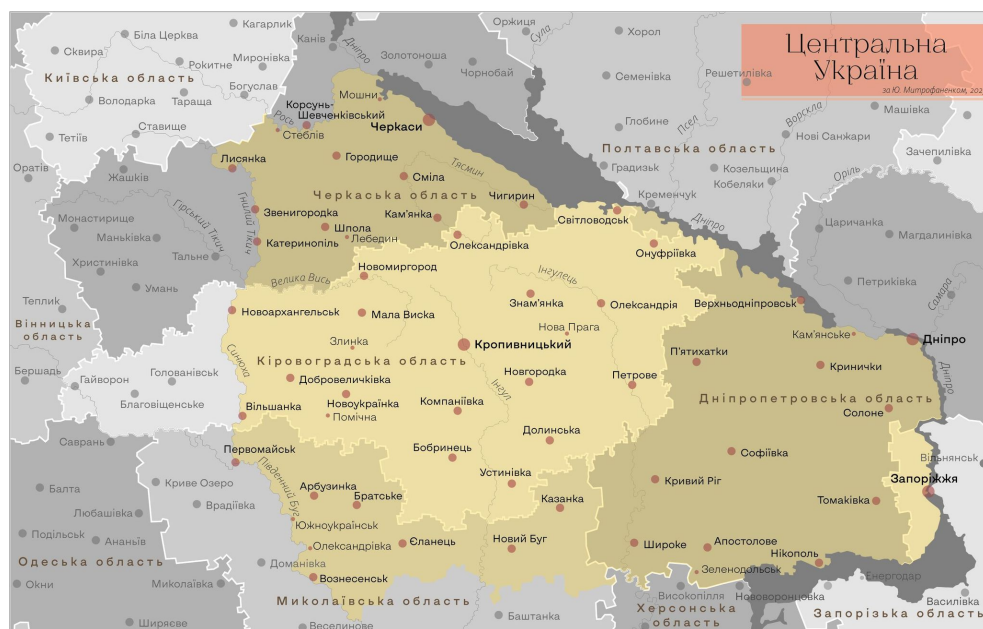 Центральна
Україна
Кагарлик
Біла Церква
Сквира
Рокитне
Миронівка
Київська область
Богуслав
Володарка
Тараща
Ставище
Тетіїв
Оратів
Жашків
Монастирище
Маньківка
Гірський Тікич
Христинівка
Тальне
Умань
Теплик
Вінницька
область
Бершадь
Гайворон
Голованівськ
Благовіщенське
Саврань
Криве Озеро
Врадіївка
Балта
Любашівка
Подільськ
Ананьїв
Одеська область
Окни
Миколаївка
Ширяєве
Доманівка
Веселинове
Баштанка
Канів
Дніпро
Золотоноша
Чорнобай
Оржиця
Сула
Хорол
Семенівка
Решетилівка
Глобине
Псел
Ворскла
Машівка
Нові Санжари
Полтавська область
Зачепилівка
Градизьк
Козельщина
Кобеляки
Кременчук
Оріль
Дніпро
Царичанка
Магдалинівка
Петриківка
Самара
Мошни
Корсунь-
Шевченківський
Рось
Стеблів
Черкаси
Лисянка
Городище
Сміла
Тясмин
Черкаська область
Чигирин
Гнилий Тікич
Звенигородка
Шпола
Кам'янка
Лебедин
Катеринопіль
Олександрівка
Світловодськ
Онуфріївка
Велика Вись
Новомиргород
Інгулець
Новоархангельськ
Мала Виска
Знам'янка
Олександрія
Верхньодніпровськ
Злинка
Нова Прага
Кропивницький
Кам'янське
Дніпро
Синюха
Кіровоградська область
П'ятихатки
Кринички
Добровеличківка
Новгородка
Петрове
Інгул
Дніпро
Новоукраїнка
Компаніївка
Дніпропетровська область
Вільшанка
Помічна
Солоне
Долинська
Первомайськ
Бобринець
Софіївка
Вільнянськ
Південний Буг
Устинівка
Кривий Ріг
Запоріжжя
Арбузинка
Братське
Казанка
Томаківка
Южноукраїнськ
Олександрівка
Єланець
Новий Буг
Широке
Апостолове
Нікополь
Вознесенськ
Зеленодольськ
Енергодар
Миколаївська область
Високопілля
Нововоронцовка
Василівка
Херсонська
область
Запорізька область